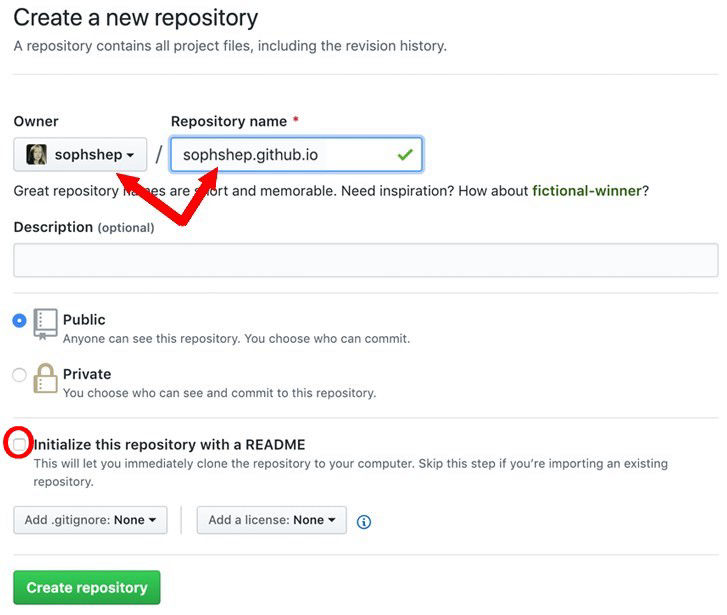 Create a new repository
A repository contains all project files, including the revision history.
Owner
Repository name *
sophshep
/
sophshep.github.io
Great repository names are short and memorable. Need inspiration? How about fictional-winner?
Description (optional)
Public
Anyone can see this repository. You choose who can commit.
Private
You choose who can see and commit to this repository.
Initialize this repository with a README
This will let you immediately clone the repository to your computer. Skip this step if you’re importing an existing
repository.
Add .gitignore: None
Add a license: None
Create repository